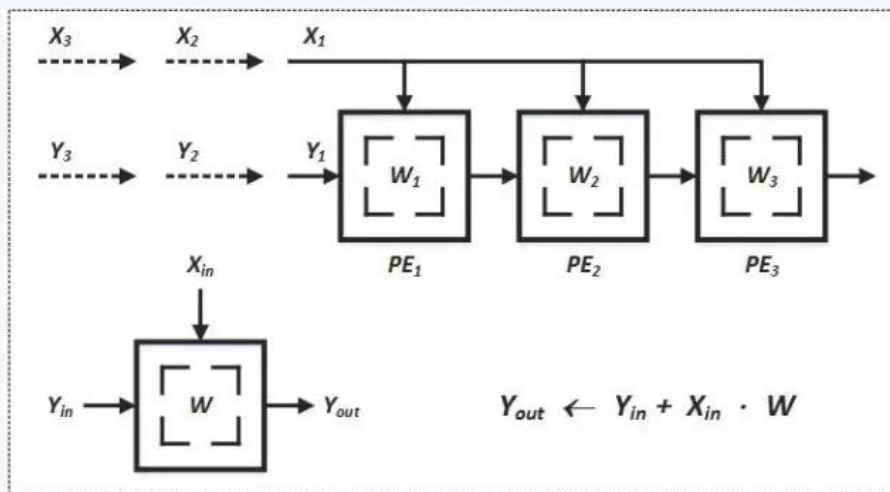 X₃ X₂ X₁
Y₃ Y₂ Y₁ W₁ W₂ W₃
PE₁ PE₂ PE₃
Xᵢₙ
Yᵢₙ W Yₒᵤₜ
Yₒᵤₜ ← Yᵢₙ + Xᵢₙ · W